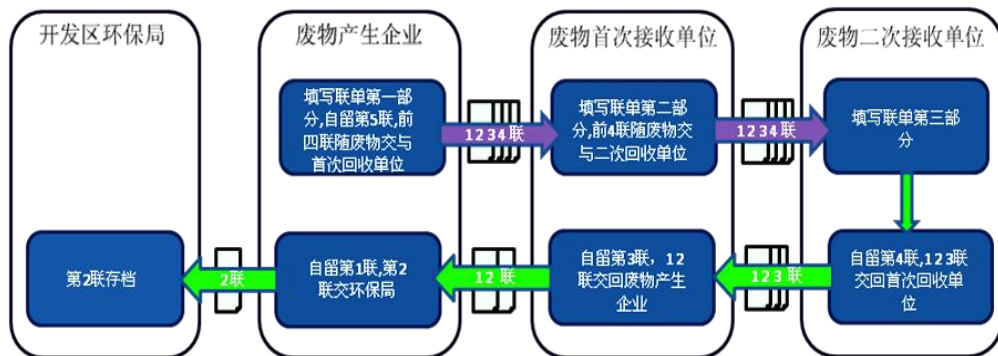 开发区环保局
废物产生企业
废物首次接收单位
废物二次接收单位
填写联单第一部
分,自留第5联,前
四联随废物交与
首次回收单位
1234联
填写联单第二部
分,前4联随废物交
与二次回收单位
1234联
填写联单第三部
分
第2联存档
2联
自留第1联,第2
联交环保局
12联
自留第3联，12
联交回废物产生
企业
123联
自留第4联,123联
交回首次回收单
位